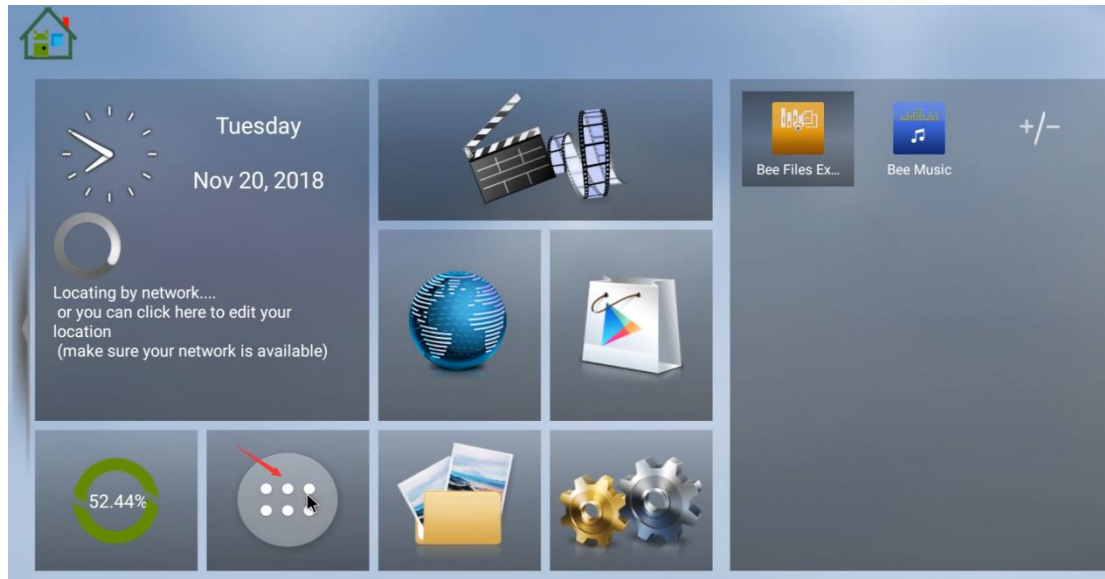 Tuesday
Nov 20, 2018
Locating by network....
or you can click here to edit your
location
(make sure your network is available)
52.44%
Bee Files Ex...
Bee Music
+/-